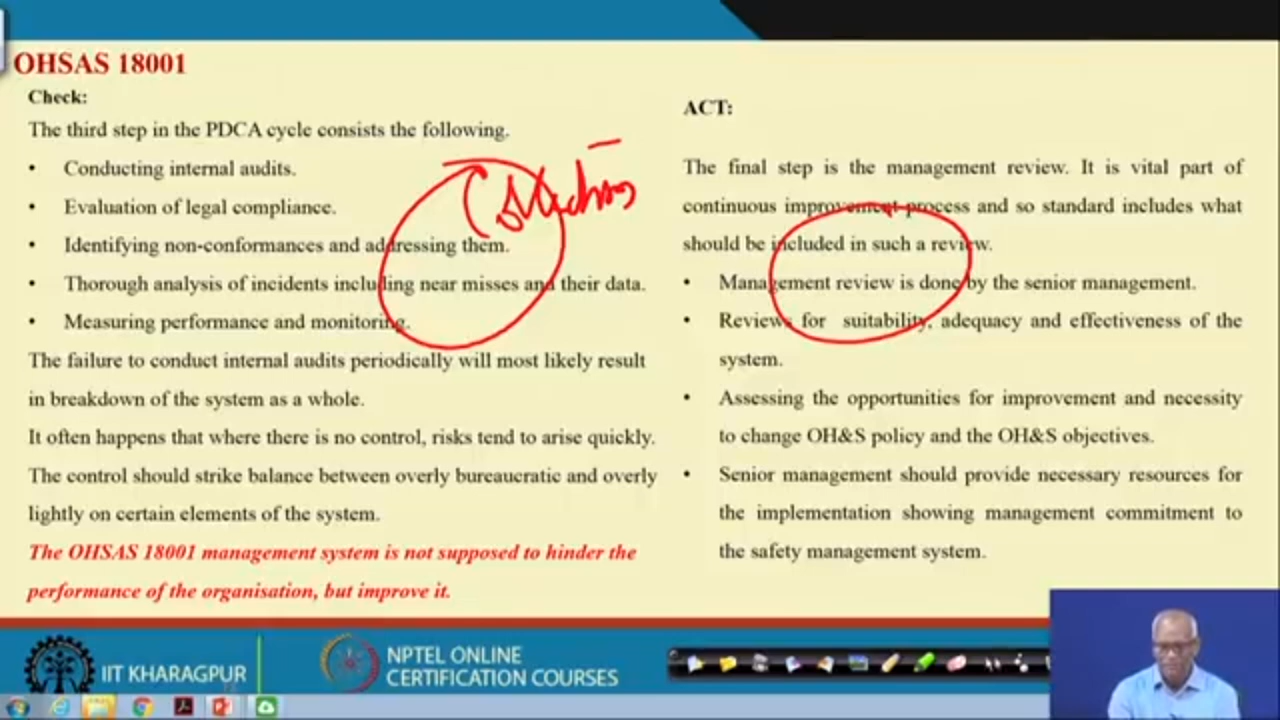 OHSAS 18001
Check:
The third step in the PDCA cycle consists the following.
• Conducting internal audits.
• Evaluation of legal compliance.
• Identifying non-conformances and addressing them.
• Thorough analysis of incidents including near misses and their data.
• Measuring performance and monitoring.
The failure to conduct internal audits periodically will most likely result
in breakdown of the system as a whole.
It often happens that where there is no control, risks tend to arise quickly.
The control should strike balance between overly bureaucratic and overly
lightly on certain elements of the system.
The OHSAS 18001 management system is not supposed to hinder the
performance of the organisation, but improve it.
ACT:
The final step is the management review. It is vital part of
continuous improvement process and so standard includes what
should be included in such a review.
• Management review is done by the senior management.
• Reviews for suitability, adequacy and effectiveness of the
system.
• Assessing the opportunities for improvement and necessity
to change OH&S policy and the OH&S objectives.
• Senior management should provide necessary resources for
the implementation showing management commitment to
the safety management system.
IIT KHARAGPUR
NPTEL ONLINE
CERTIFICATION COURSES